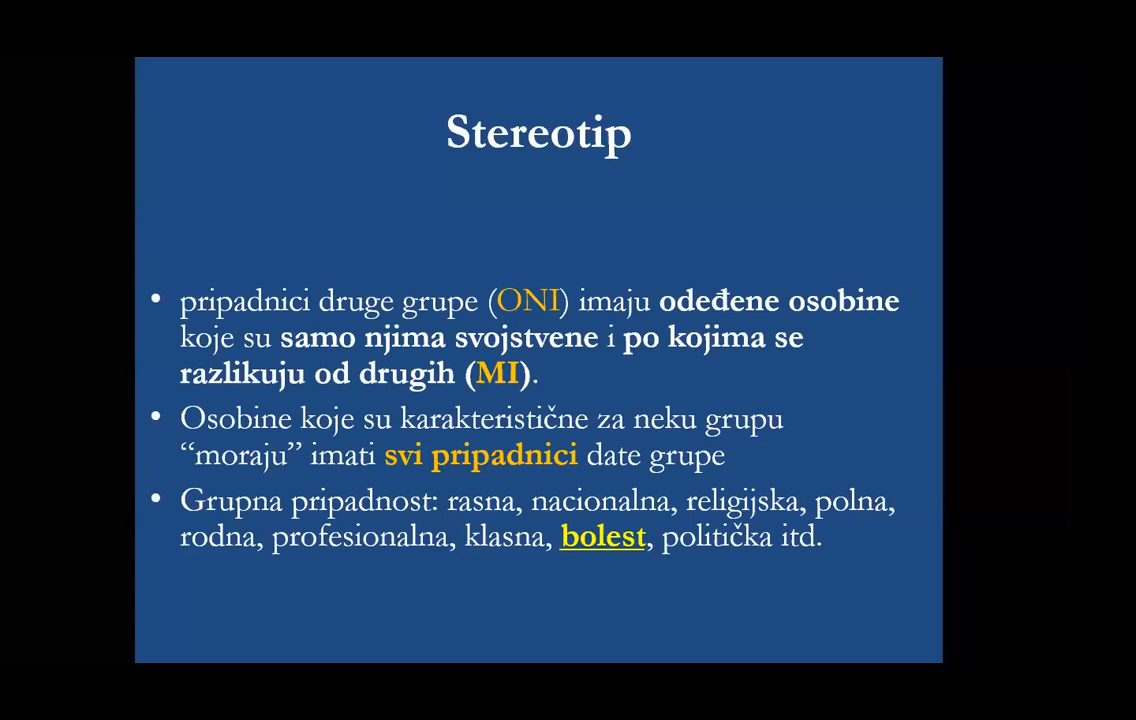 Stereotip
• pripadnici druge grupe (ONI) imaju odeđene osobine
koje su samo njima svojstvene i po kojima se
razlikuju od drugih (MI).
• Osobine koje su karakteristične za neku grupu
“moraju” imati svi pripadnici date grupe
• Grupna pripadnost: rasna, nacionalna, religijska, polna,
rodna, profesionalna, klasna, bolest, politička itd.